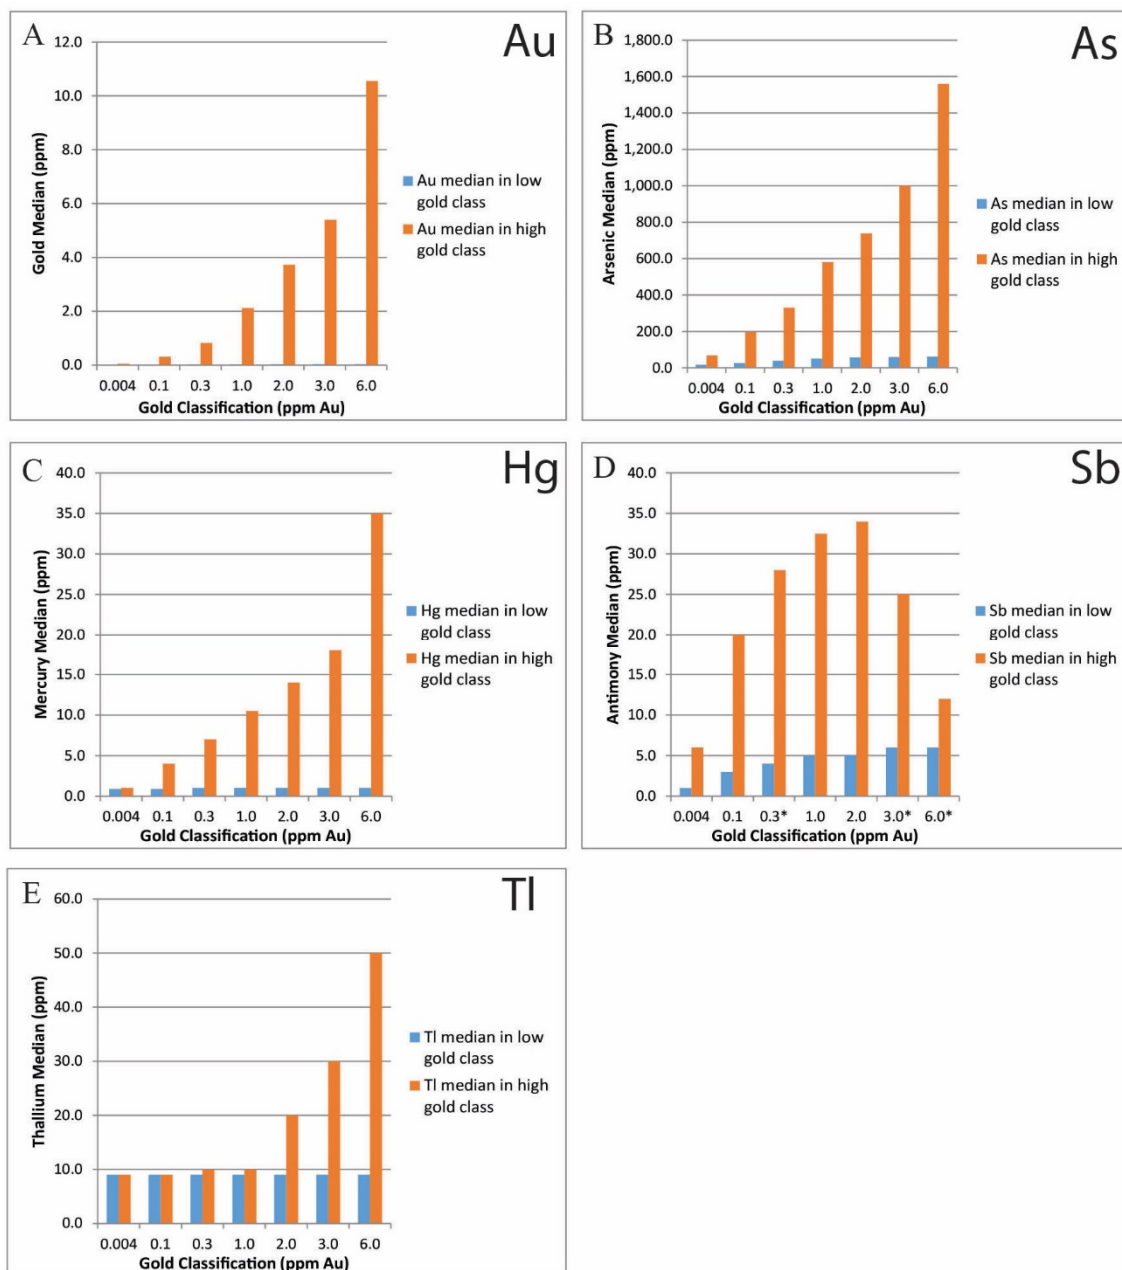 A
Au
12.0
10.0
8.0
6.0
4.0
2.0
0.0
Gold Median (ppm)
0.004 0.1 0.3 1.0 2.0 3.0 6.0
Gold Classification (ppm Au)
Au median in low
gold class
Au median in high
gold class
B
As
1,800.0
1,600.0
1,400.0
1,200.0
1,000.0
800.0
600.0
400.0
200.0
0.0
Arsenic Median (ppm)
0.004 0.1 0.3 1.0 2.0 3.0 6.0
Gold Classification (ppm Au)
As median in low
gold class
As median in high
gold class
C
Hg
40.0
35.0
30.0
25.0
20.0
15.0
10.0
5.0
0.0
Mercury Median (ppm)
0.004 0.1 0.3 1.0 2.0 3.0 6.0
Gold Classification (ppm Au)
Hg median in low
gold class
Hg median in high
gold class
D
Sb
40.0
35.0
30.0
25.0
20.0
15.0
10.0
5.0
0.0
Antimony Median (ppm)
0.004 0.1 0.3* 1.0 2.0 3.0* 6.0*
Gold Classification (ppm Au)
Sb median in low
gold class
Sb median in high
gold class
E
Tl
60.0
50.0
40.0
30.0
20.0
10.0
0.0
Thallium Median (ppm)
0.004 0.1 0.3 1.0 2.0 3.0 6.0
Gold Classification (ppm Au)
Tl median in low
gold class
Tl median in high
gold class